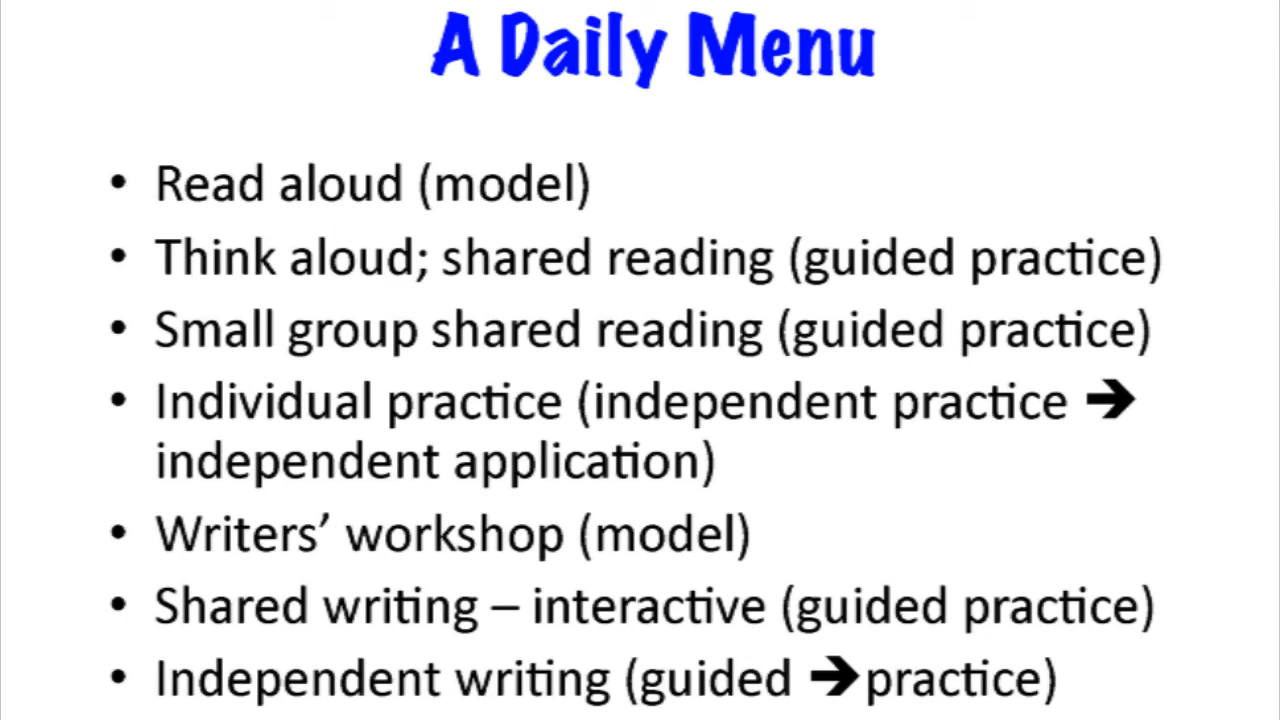 A Daily Menu
• Read aloud (model)
• Think aloud; shared reading (guided practice)
• Small group shared reading (guided practice)
• Individual practice (independent practice ➔
independent application)
• Writers’ workshop (model)
• Shared writing – interactive (guided practice)
• Independent writing (guided ➔practice)